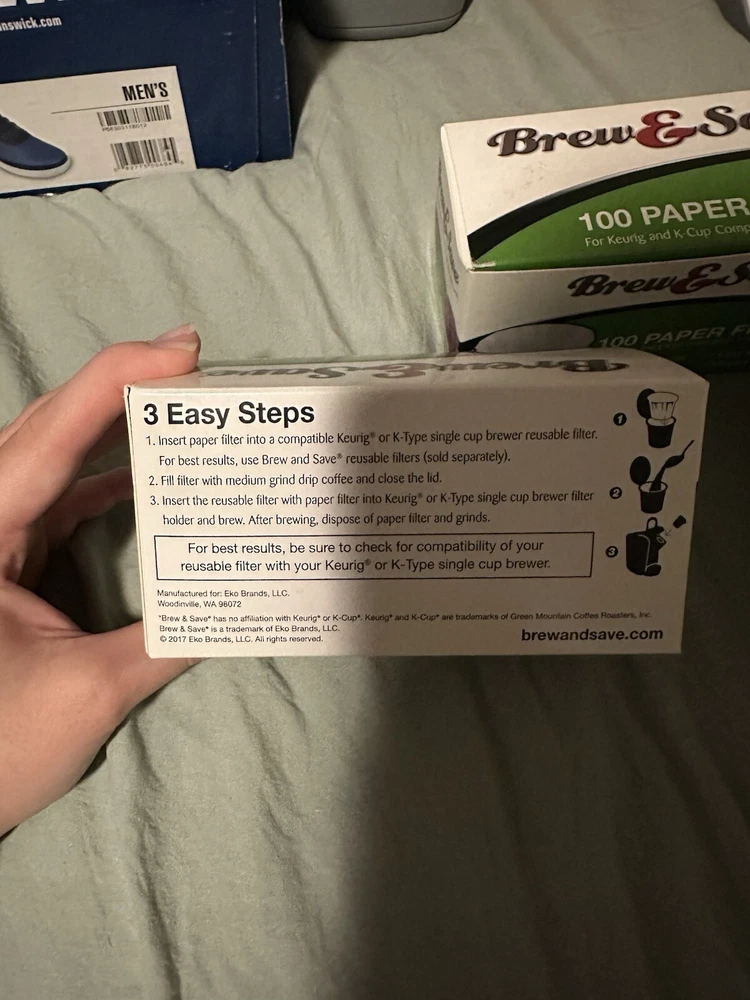 nswick.com
MEN'S
Brew & Sa
100 PAPER
For Keurig and K-Cup Comp
Brew & S
100 PAPER F
Brew & Save
3 Easy Steps
1. Insert paper filter into a compatible Keurig® or K-Type single cup brewer reusable filter.
For best results, use Brew and Save® reusable filters (sold separately).
2. Fill filter with medium grind drip coffee and close the lid.
3. Insert the reusable filter with paper filter into Keurig® or K-Type single cup brewer filter
holder and brew. After brewing, dispose of paper filter and grinds.
1
2
3
For best results, be sure to check for compatibility of your
reusable filter with your Keurig® or K-Type single cup brewer.
Manufactured for: Eko Brands, LLC.
Woodinville, WA 98072
*Brew & Save® has no affiliation with Keurig® or K-Cup®. Keurig® and K-Cup® are trademarks of Green Mountain Coffee Roasters, Inc.
Brew & Save® is a trademark of Eko Brands, LLC.
© 2017 Eko Brands, LLC. All rights reserved.
brewandsave.com